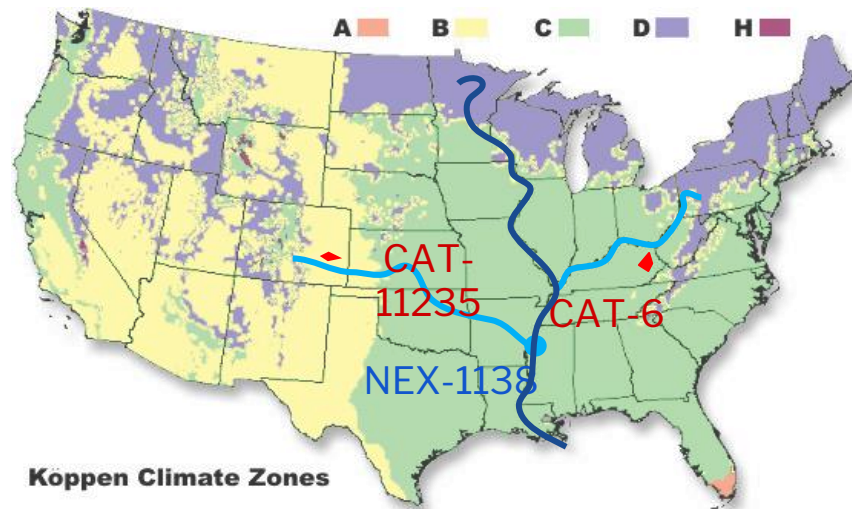 A B C D H
CAT-
11235
CAT-6
NEX-1138
Köppen Climate Zones